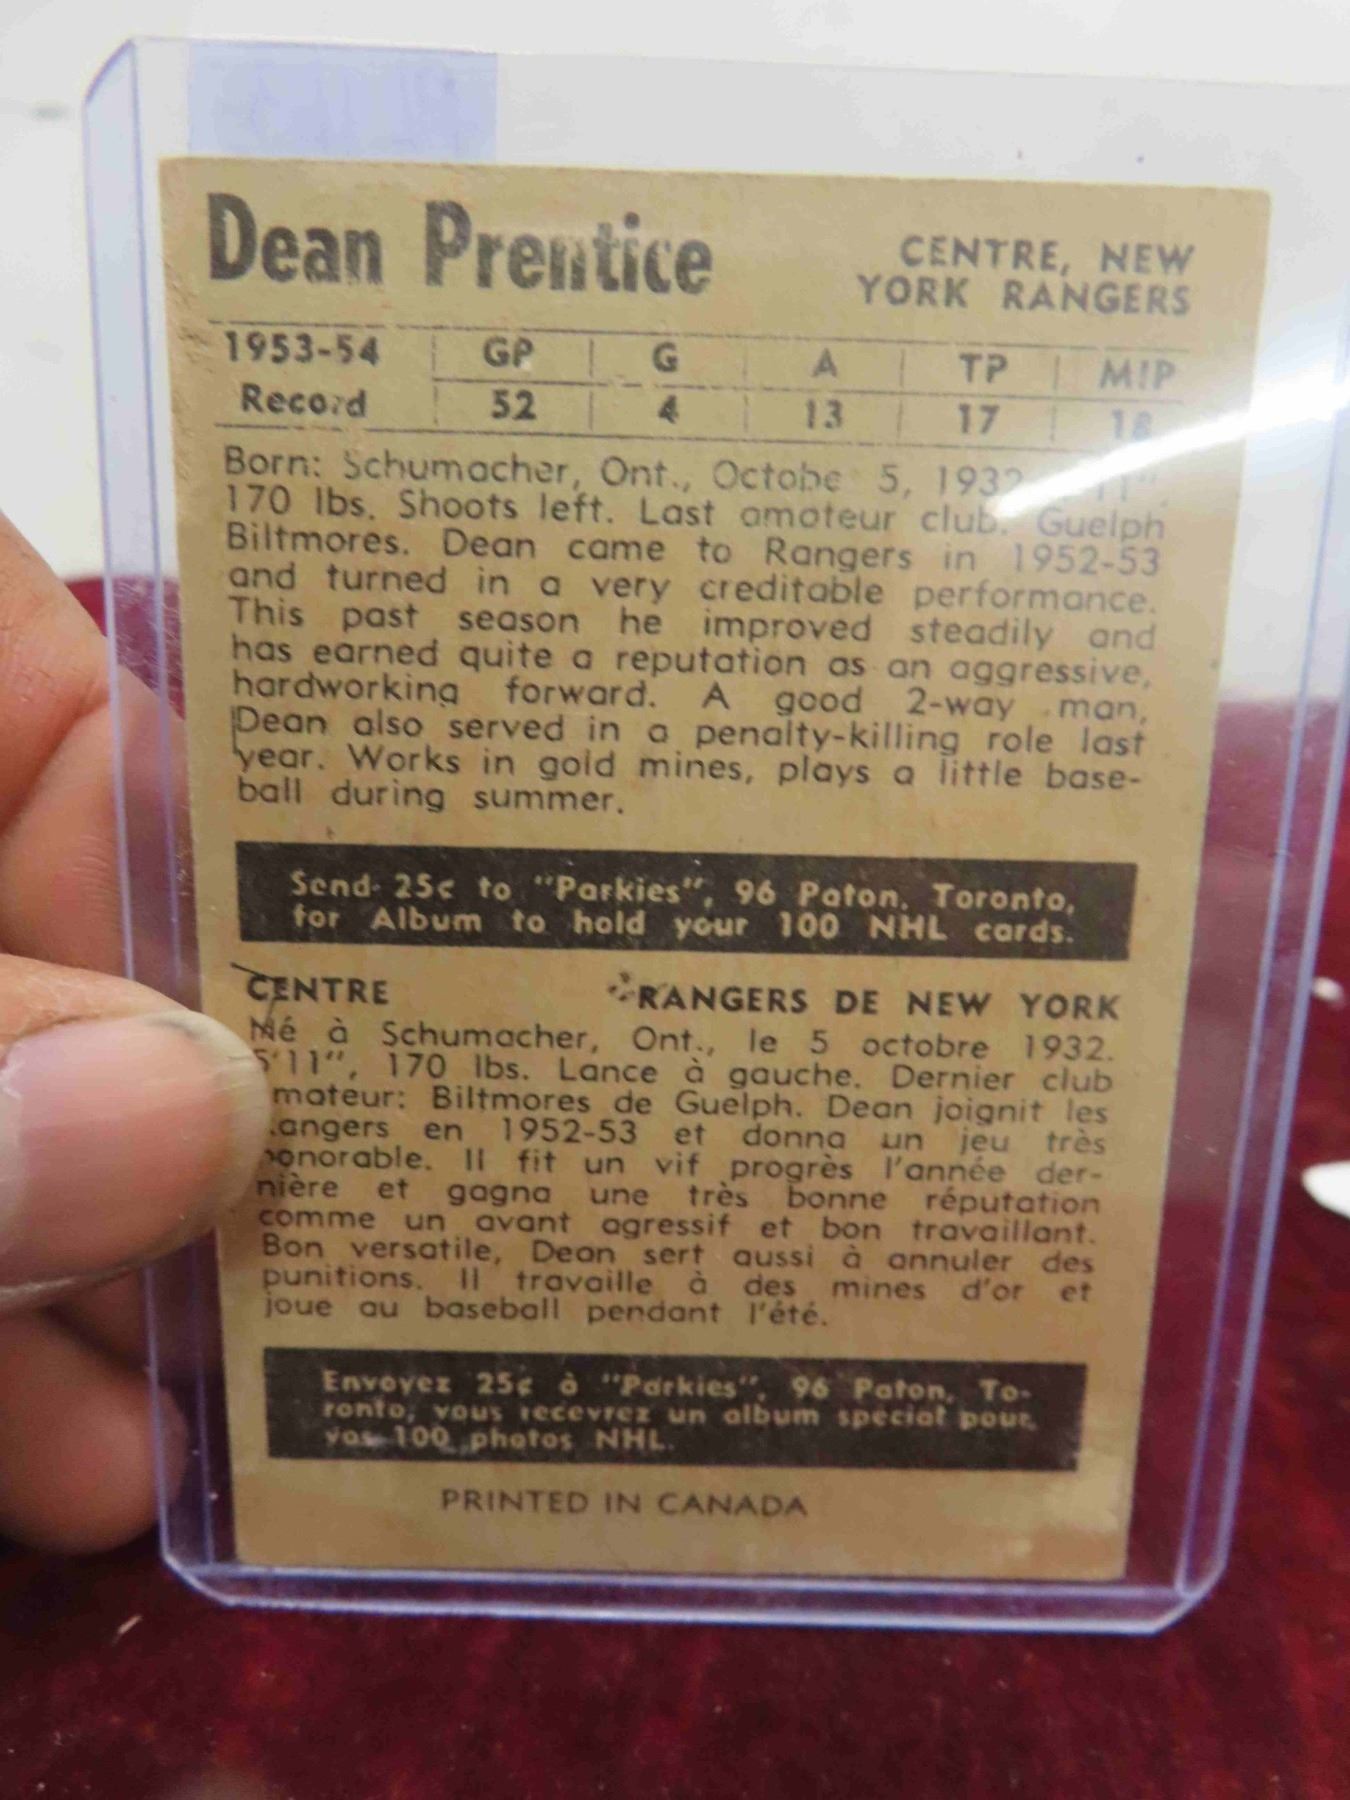 Dean Prentice
CENTRE, NEW
YORK RANGERS
1953-54 GP G A TP MIP
Record 52 4 13 17 18
Born: Schumacher, Ont., Octobe 5, 1932 11",
170 lbs. Shoots left. Last amateur club. Guelph
Biltmores. Dean came to Rangers in 1952-53
and turned in a very creditable performance.
This past season he improved steadily and
has earned quite a reputation as an aggressive,
hardworking forward. A good 2-way man,
Dean also served in a penalty-killing role last
year. Works in gold mines, plays a little base-
ball during summer.
Send 25c to "Parkies", 96 Paton, Toronto,
for Album to hold your 100 NHL cards.
CENTRE RANGERS DE NEW YORK
Né à Schumacher, Ont., le 5 octobre 1932.
5'11", 170 lbs. Lance à gauche. Dernier club
mateur: Biltmores de Guelph. Dean joignit les
angers en 1952-53 et donna un jeu très
honorable. Il fit un vif progrès l'année der-
nière et gagna une très bonne réputation
comme un avant agressif et bon travaillant.
Bon versatile, Dean sert aussi à annuler des
punitions. Il travaille à des mines d'or et
joue au baseball pendant l'été.
Envoyez 25c à "Parkies", 96 Paton, To-
ronto, vous recevrez un album special pour
vos 100 photos NHL.
PRINTED IN CANADA